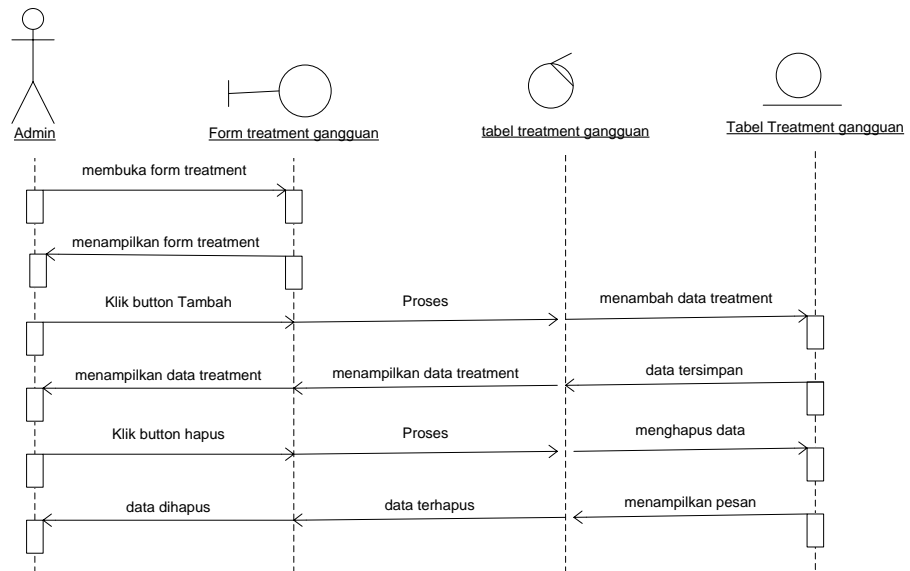 Admin
Form treatment gangguan
tabel treatment gangguan
Tabel Treatment gangguan
membuka form treatment
menampilkan form treatment
Klik button Tambah
Proses
menambah data treatment
menampilkan data treatment
menampilkan data treatment
data tersimpan
Klik button hapus
Proses
menghapus data
data dihapus
data terhapus
menampilkan pesan